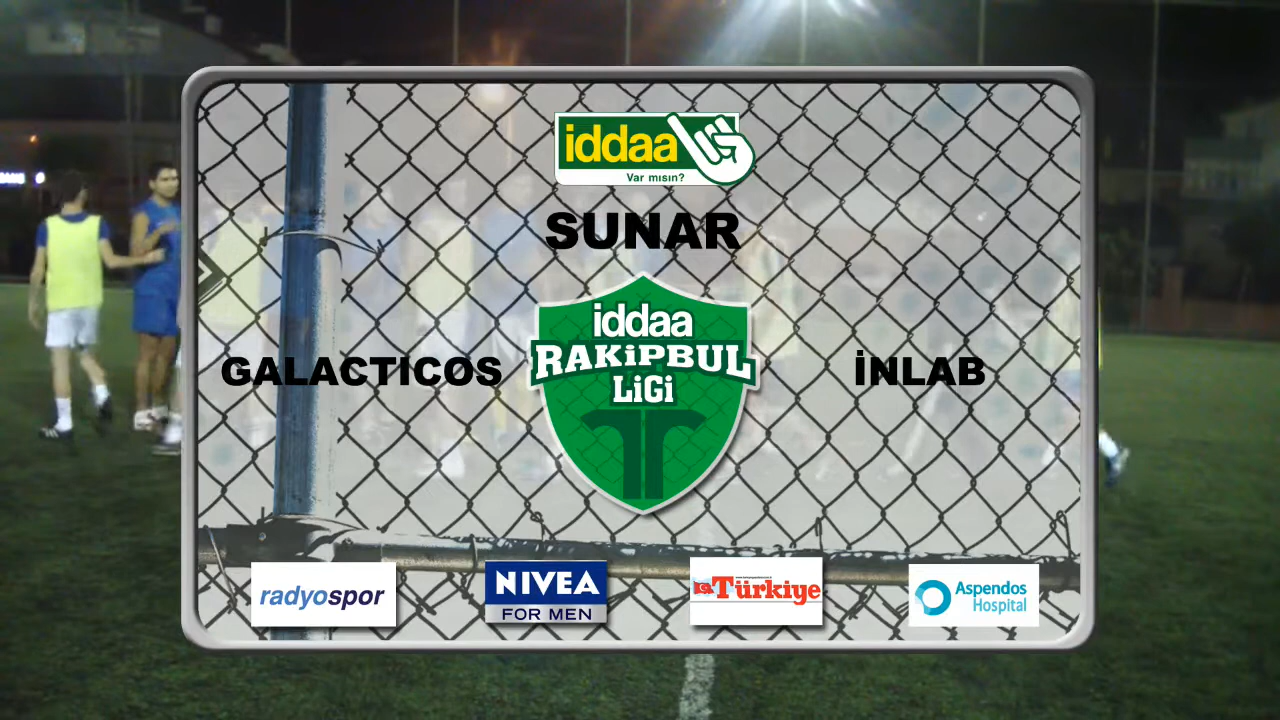 iddaa
Var mısın?
SUNAR
iddaa
RAKiPBUL
LiGi
GALACTICOS
İNLAB
radyospor
NIVEA
FOR MEN
Türkiye
Aspendos
Hospital